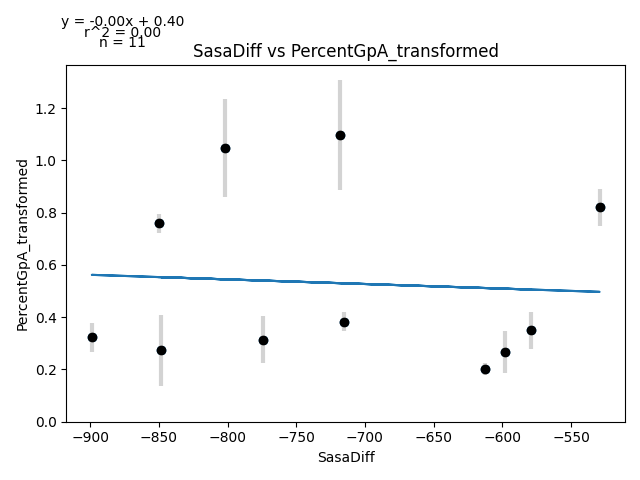 y = -0.00x + 0.40
r^2 = 0.00
n = 11
SasaDiff vs PercentGpA_transformed
1.2
1.0
0.8
0.6
0.4
0.2
0.0
PercentGpA_transformed
−900 −850 −800 −750 −700 −650 −600 −550
SasaDiff